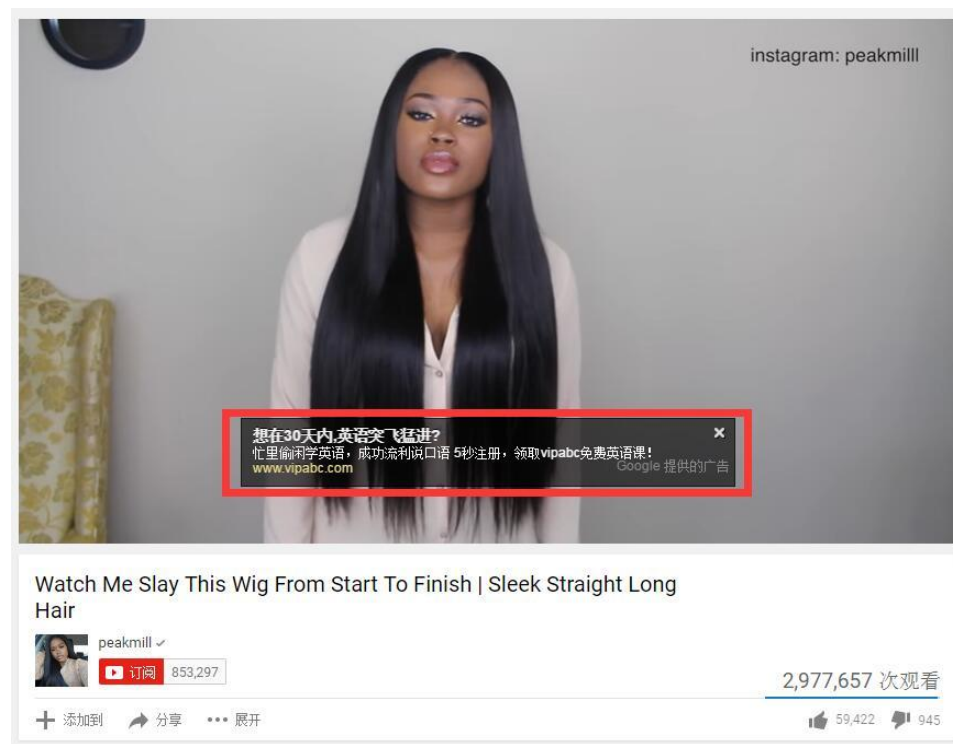 instagram: peakmilll
想在30天内,英语突飞猛进?
忙里偷闲学英语，成功流利说口语 5秒注册，领取vipabc免费英语课!
www.vipabc.com
Google 提供的广告
Watch Me Slay This Wig From Start To Finish | Sleek Straight Long
Hair
peakmill
订阅 853,297
2,977,657 次观看
添加到 分享 展开
59,422 945